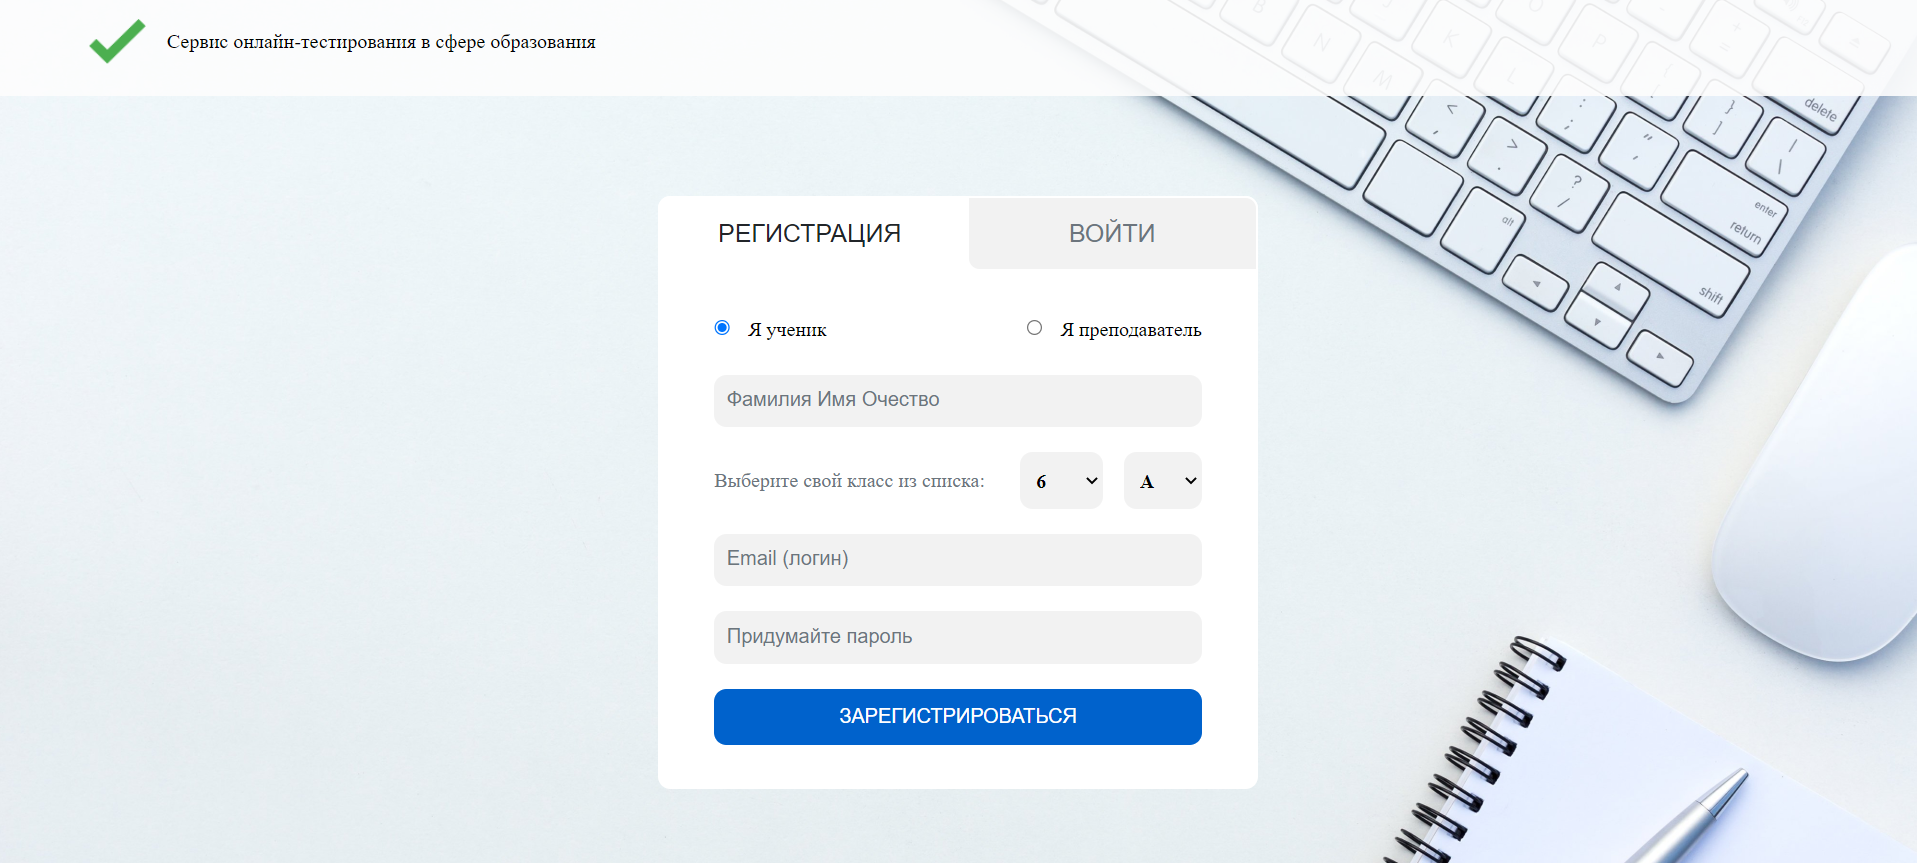 Сервис онлайн-тестирования в сфере образования
РЕГИСТРАЦИЯ
ВОЙТИ
Я ученик
Я преподаватель
Фамилия Имя Очество
Выберите свой класс из списка:
6
А
Email (логин)
Придумайте пароль
ЗАРЕГИСТРИРОВАТЬСЯ
B
N
M
K
L
O
P
delete
enter
return
alt
shift